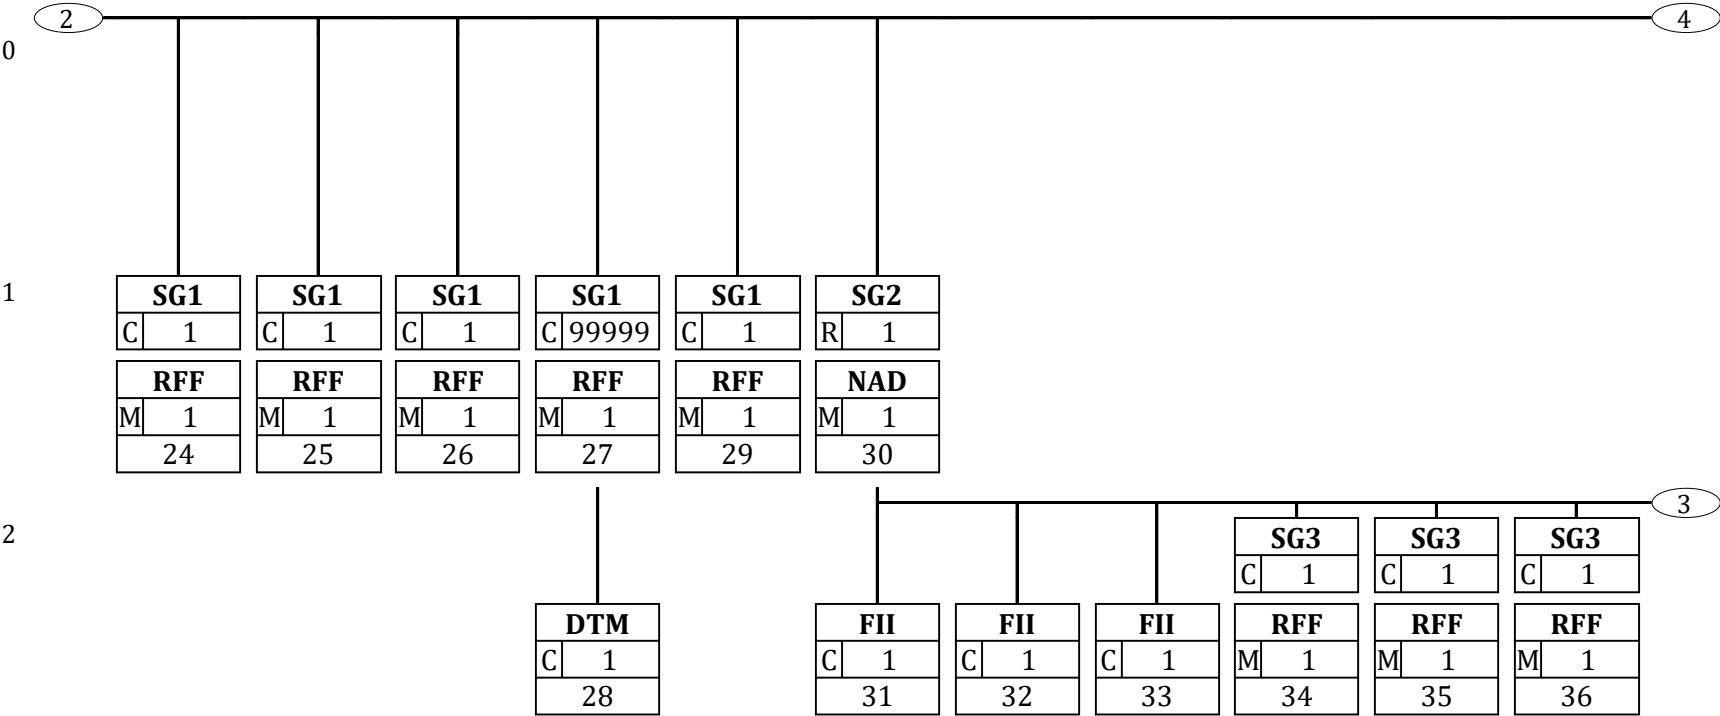 2 4
0
1 SG1 SG1 SG1 SG1 SG1 SG2
C 1 C 1 C 1 C 99999 C 1 R 1
RFF RFF RFF RFF RFF NAD
M 1 M 1 M 1 M 1 M 1 M 1
24 25 26 27 29 30
3
2 SG3 SG3 SG3
C 1 C 1 C 1
DTM FII FII FII RFF RFF RFF
C 1 C 1 C 1 C 1 M 1 M 1 M 1
28 31 32 33 34 35 36